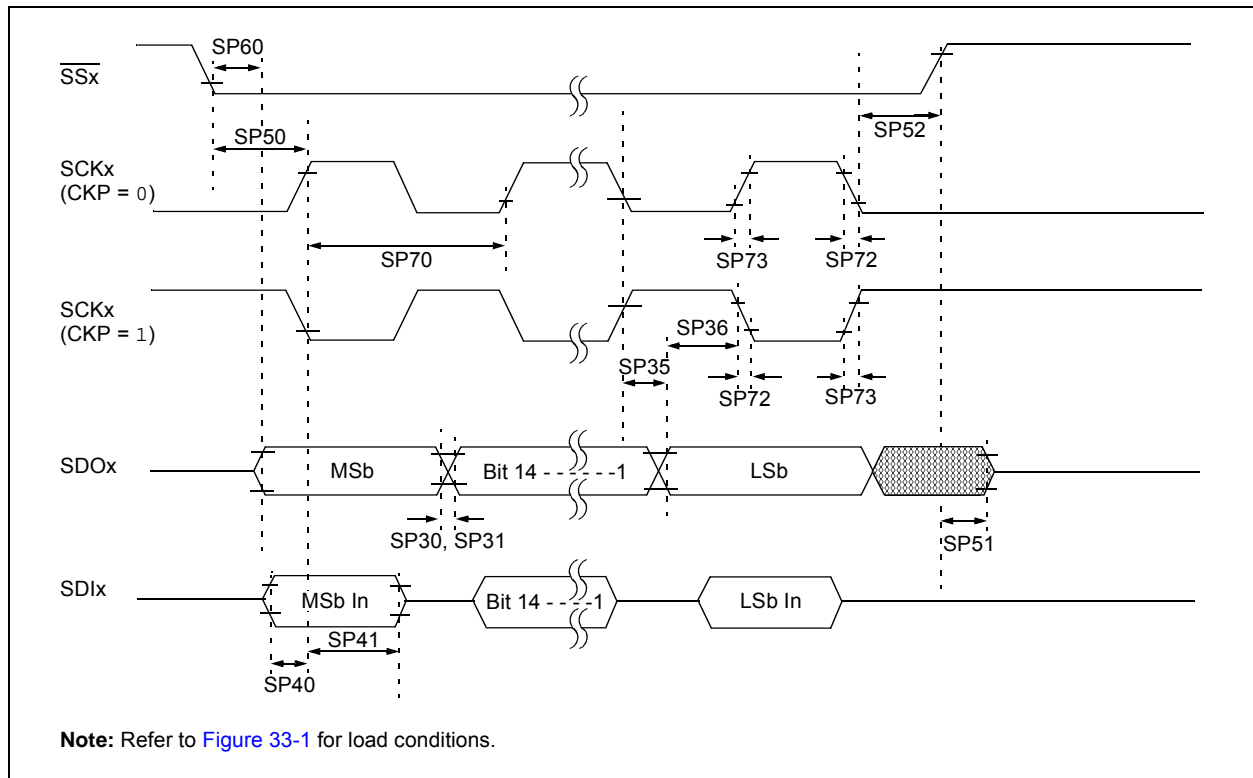 SP60
S̅S̅x̅
SP50
SP52
SCKx
(CKP = 0)
SP70
SP73
SP72
SCKx
(CKP = 1)
SP36
SP35
SP72
SP73
SDOx
MSb
Bit 14 - - - - - - -1
LSb
SP30, SP31
SP51
SDIx
MSb In
Bit 14 - - - -1
LSb In
SP41
SP40
Note: Refer to Figure 33-1 for load conditions.